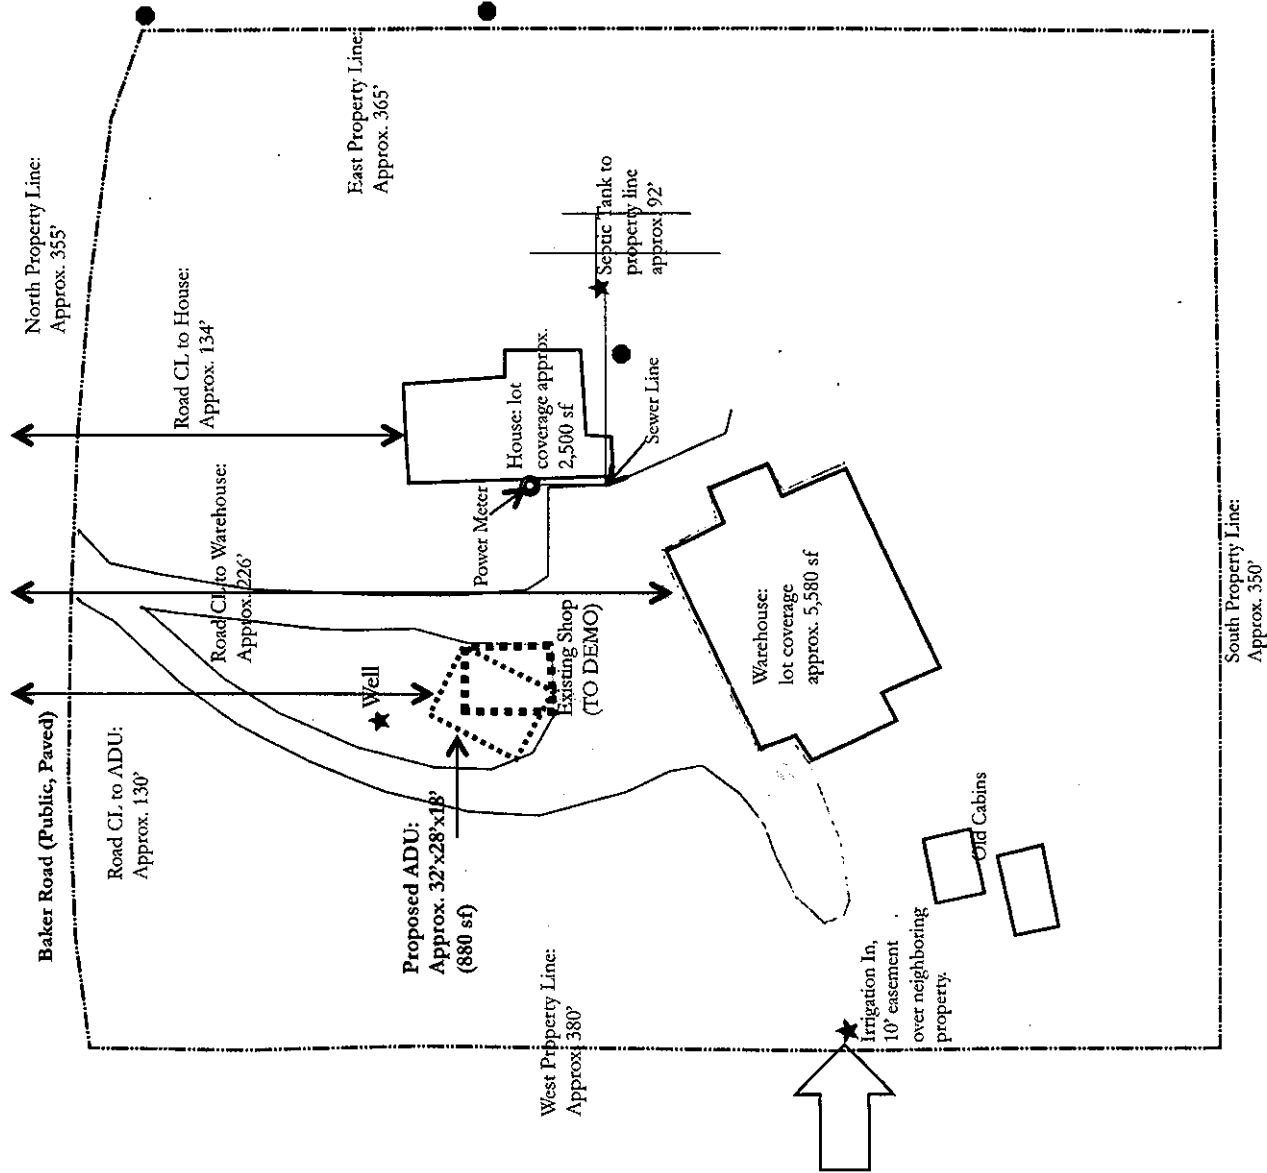 Baker Road (Public, Paved)
North Property Line:
Approx. 355'
Road CL to ADU:
Approx. 130'
Road CL to Warehouse:
Approx. 226'
Road CL to House:
Approx. 134'
East Property Line:
Approx. 365'
Well
Proposed ADU:
Approx. 32'x28'x18'
(880 sf)
Existing Shop
(TO DEMO)
Power Meter
House: lot
coverage approx.
2,500 sf
Septic Tank to
property line
approx. 92'
Sewer Line
West Property Line:
Approx. 380'
Warehouse:
lot coverage
approx. 5,580 sf
Old Cabins
Irrigation In,
10' easement
over neighboring
property.
South Property Line:
Approx. 350'